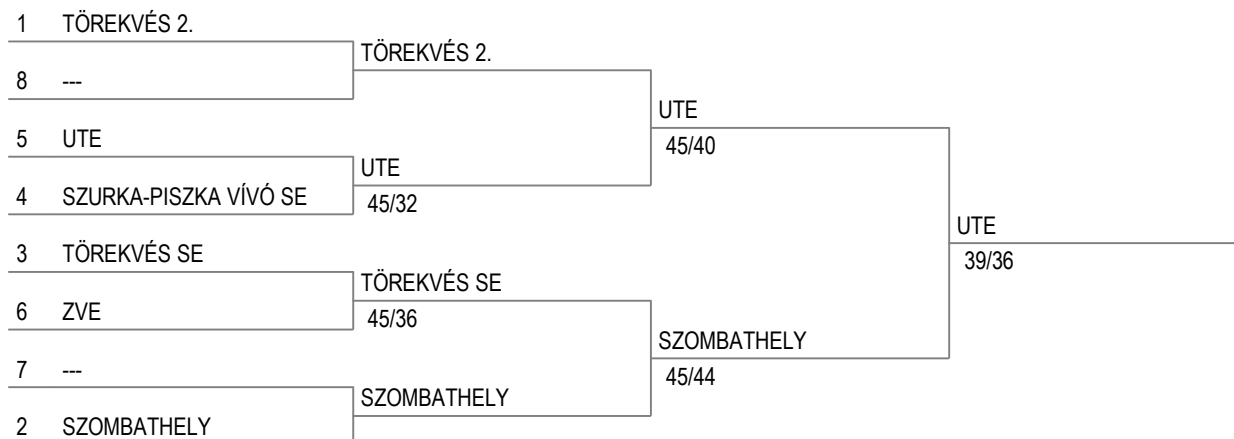 1 TÖREKVÉS 2.
TÖREKVÉS 2.
8 ---
UTE
45/40
5 UTE
UTE
45/32
4 SZURKA-PISZKA VÍVÓ SE
UTE
39/36
3 TÖREKVÉS SE
TÖREKVÉS SE
45/36
6 ZVE
SZOMBATHELY
45/44
7 ---
SZOMBATHELY
2 SZOMBATHELY